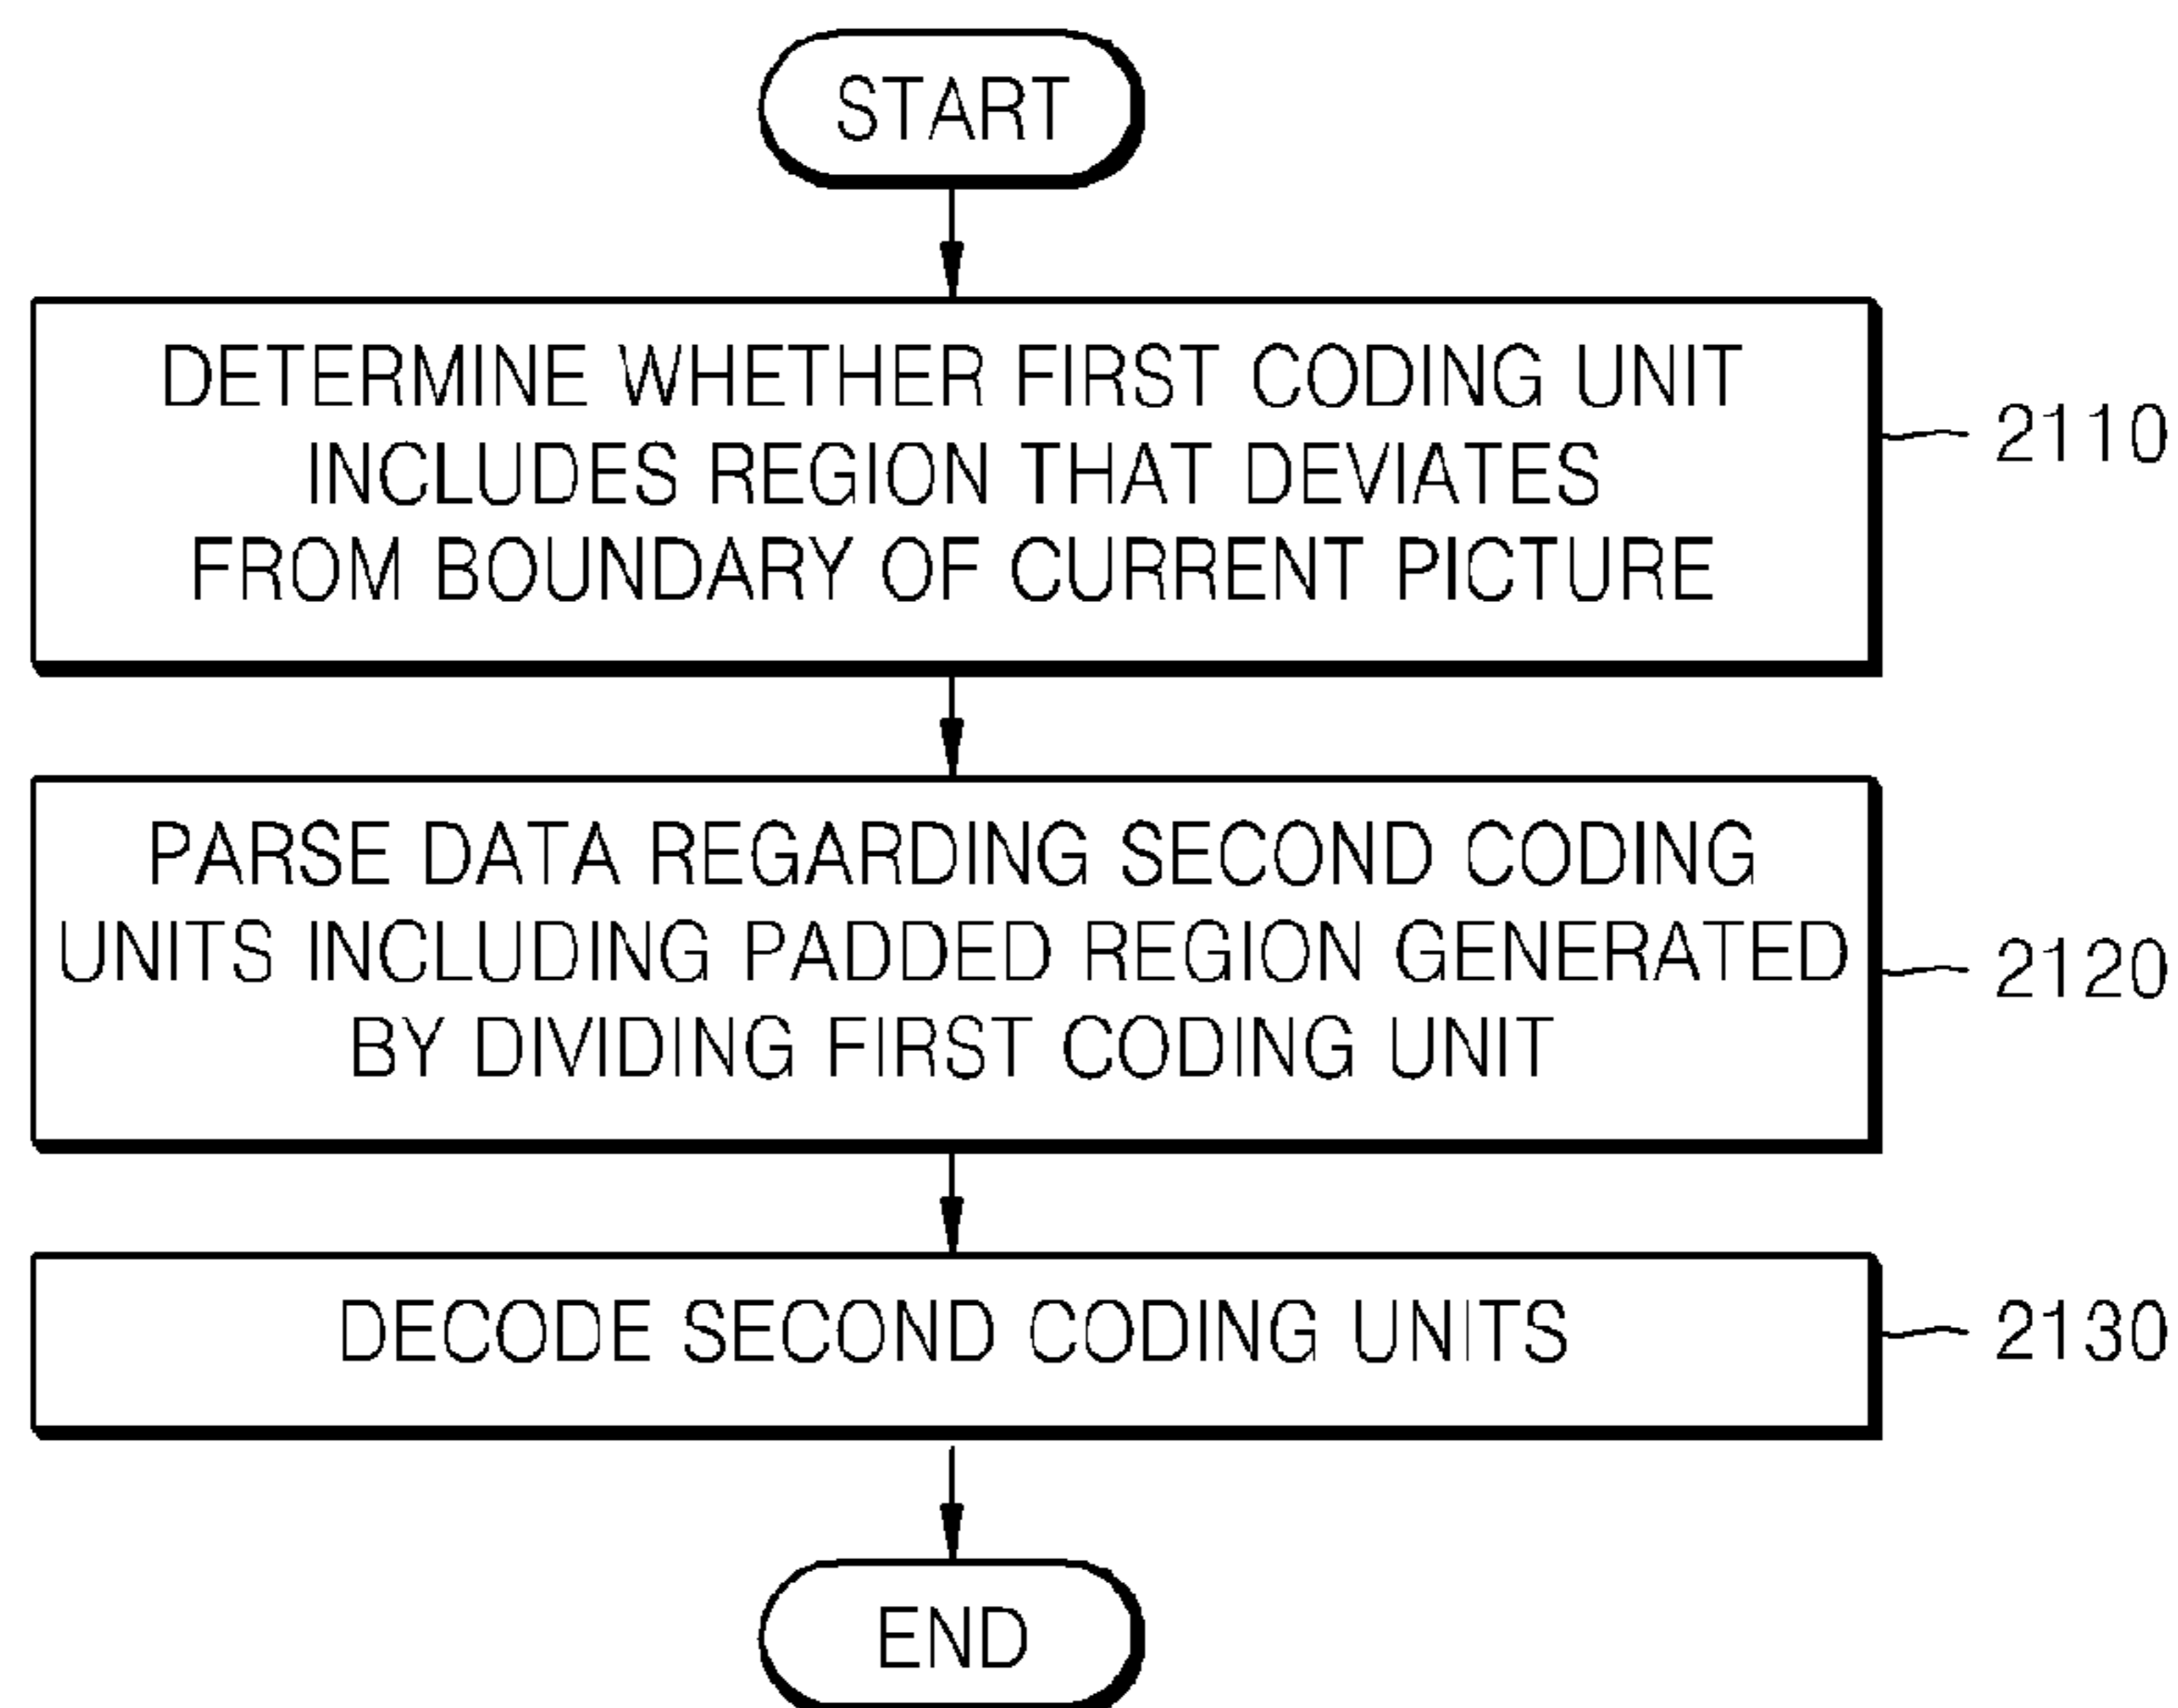 START
DETERMINE WHETHER FIRST CODING UNIT
INCLUDES REGION THAT DEVIATES
FROM BOUNDARY OF CURRENT PICTURE
2110
PARSE DATA REGARDING SECOND CODING
UNITS INCLUDING PADDED REGION GENERATED
BY DIVIDING FIRST CODING UNIT
2120
DECODE SECOND CODING UNITS
2130
END